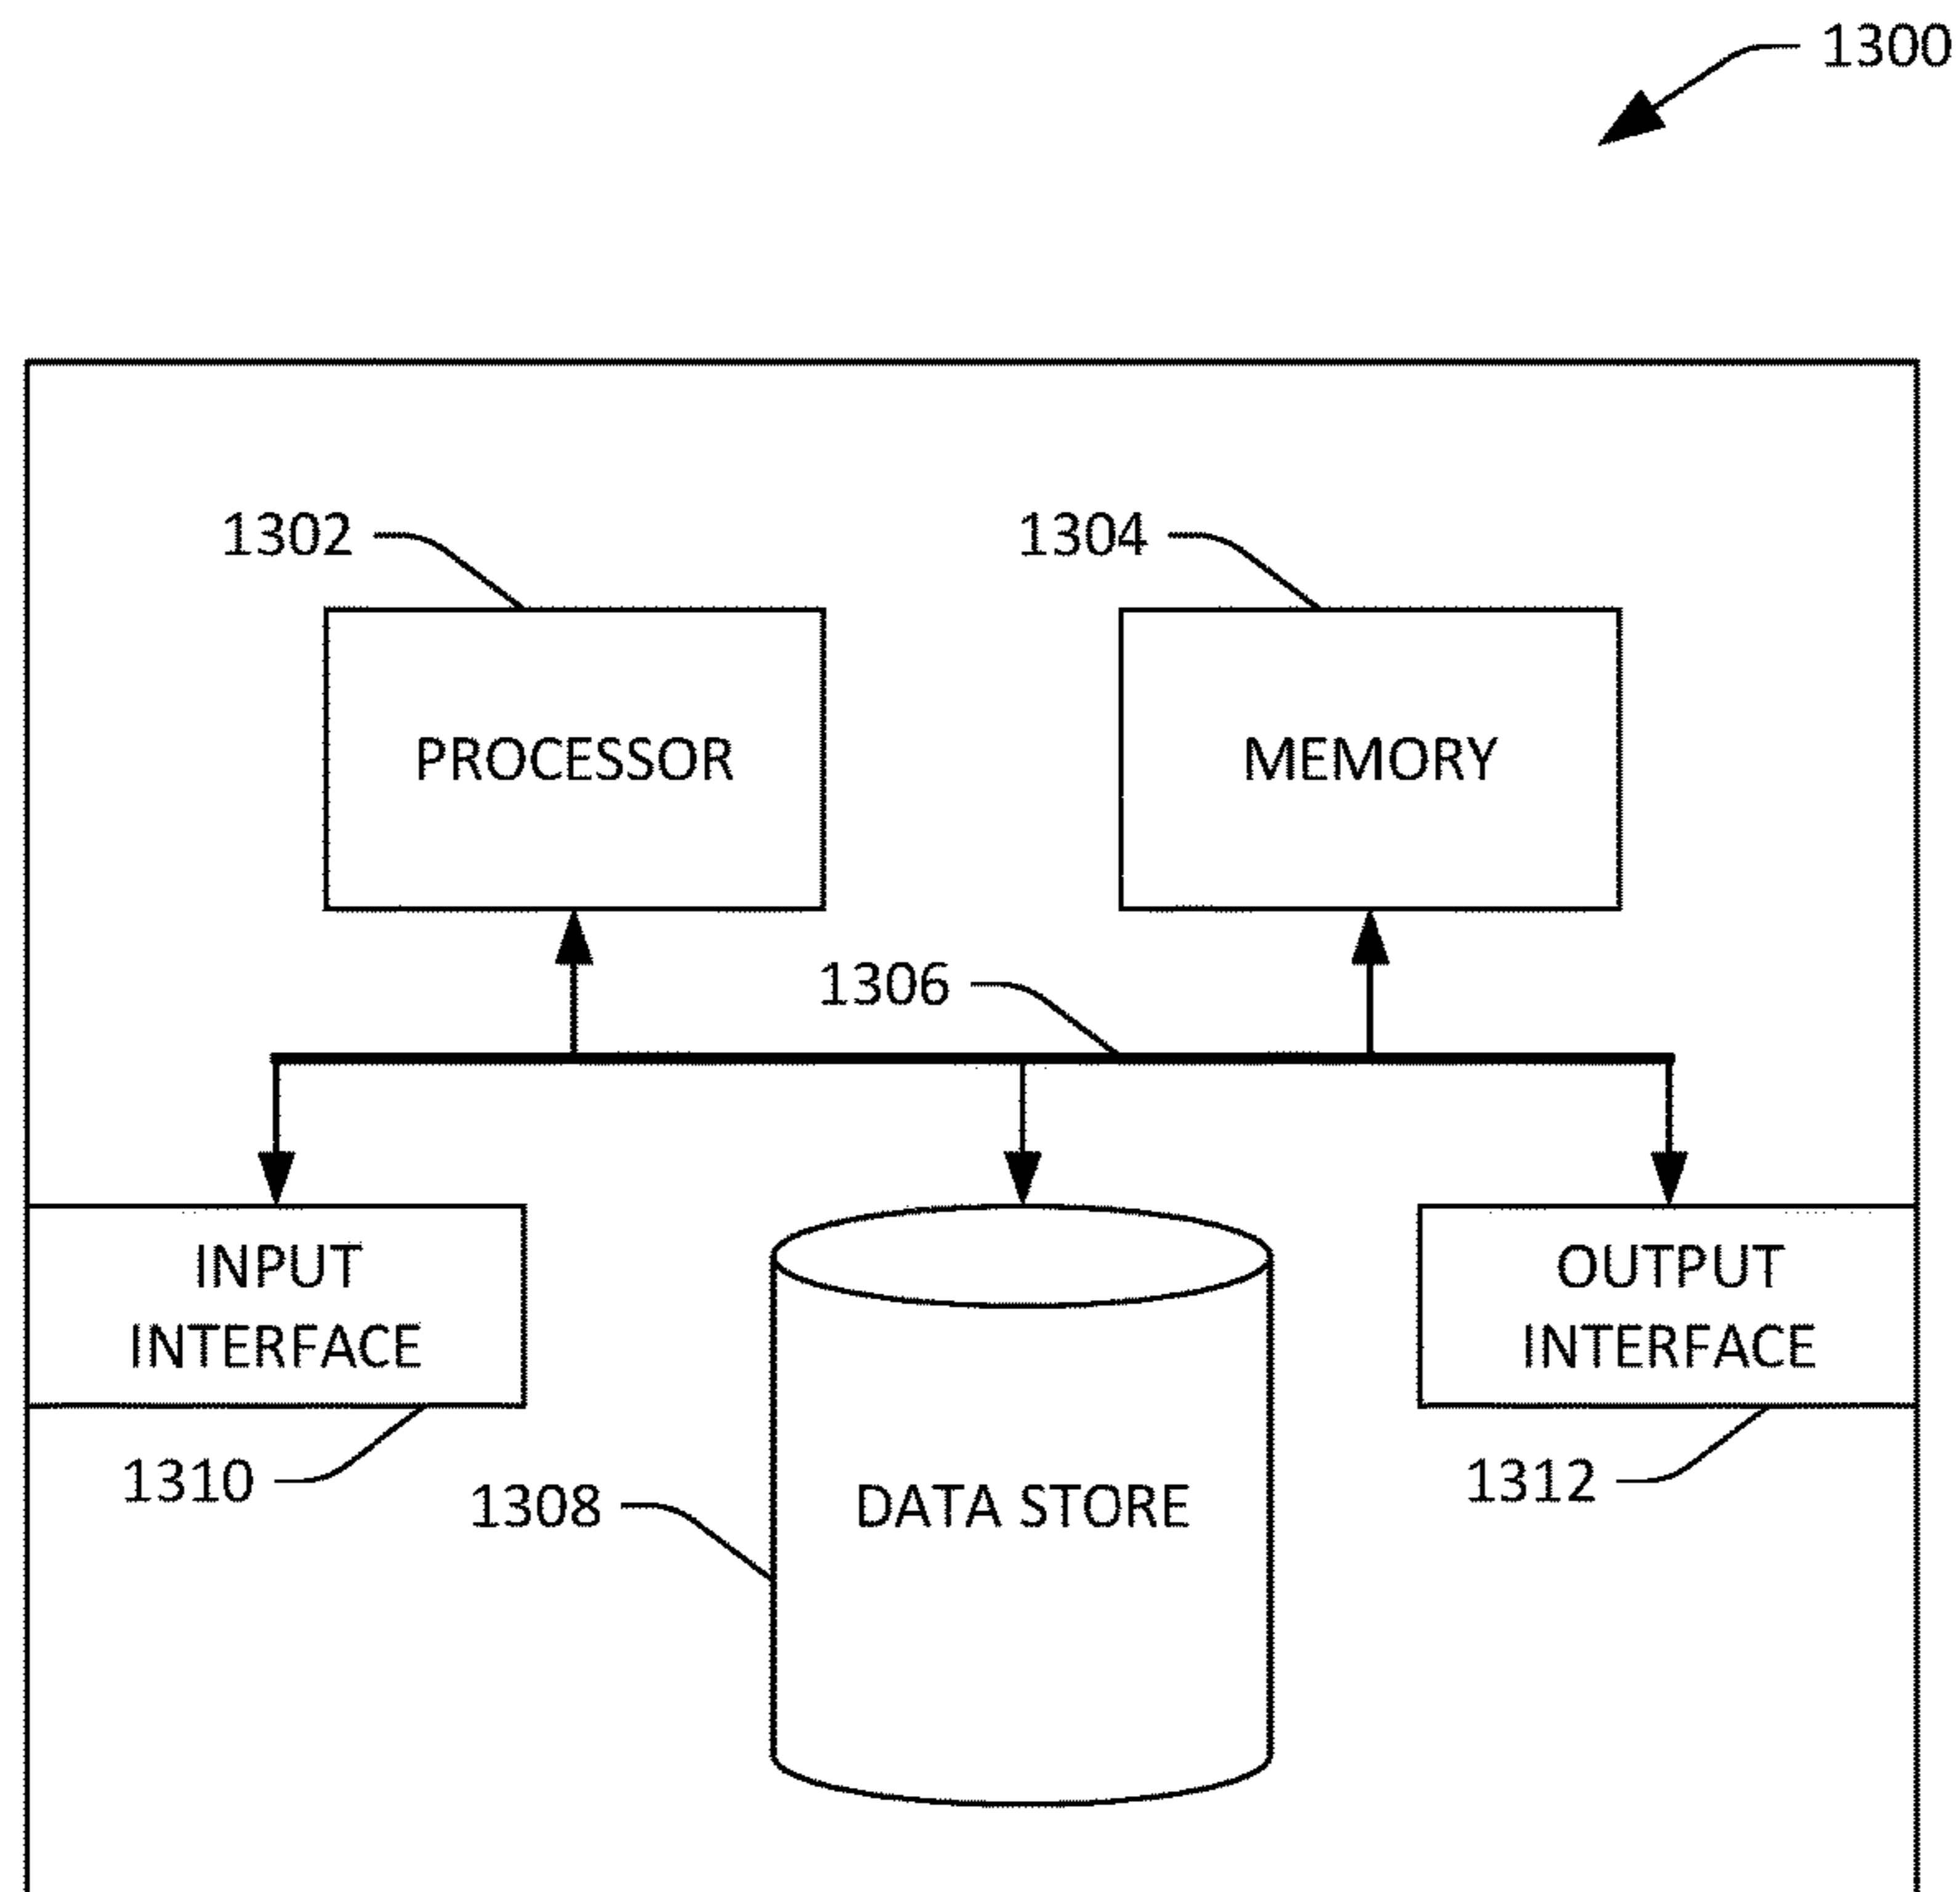 1300
1302
1304
PROCESSOR
MEMORY
1306
INPUT
INTERFACE
OUTPUT
INTERFACE
1310
1308
DATA STORE
1312